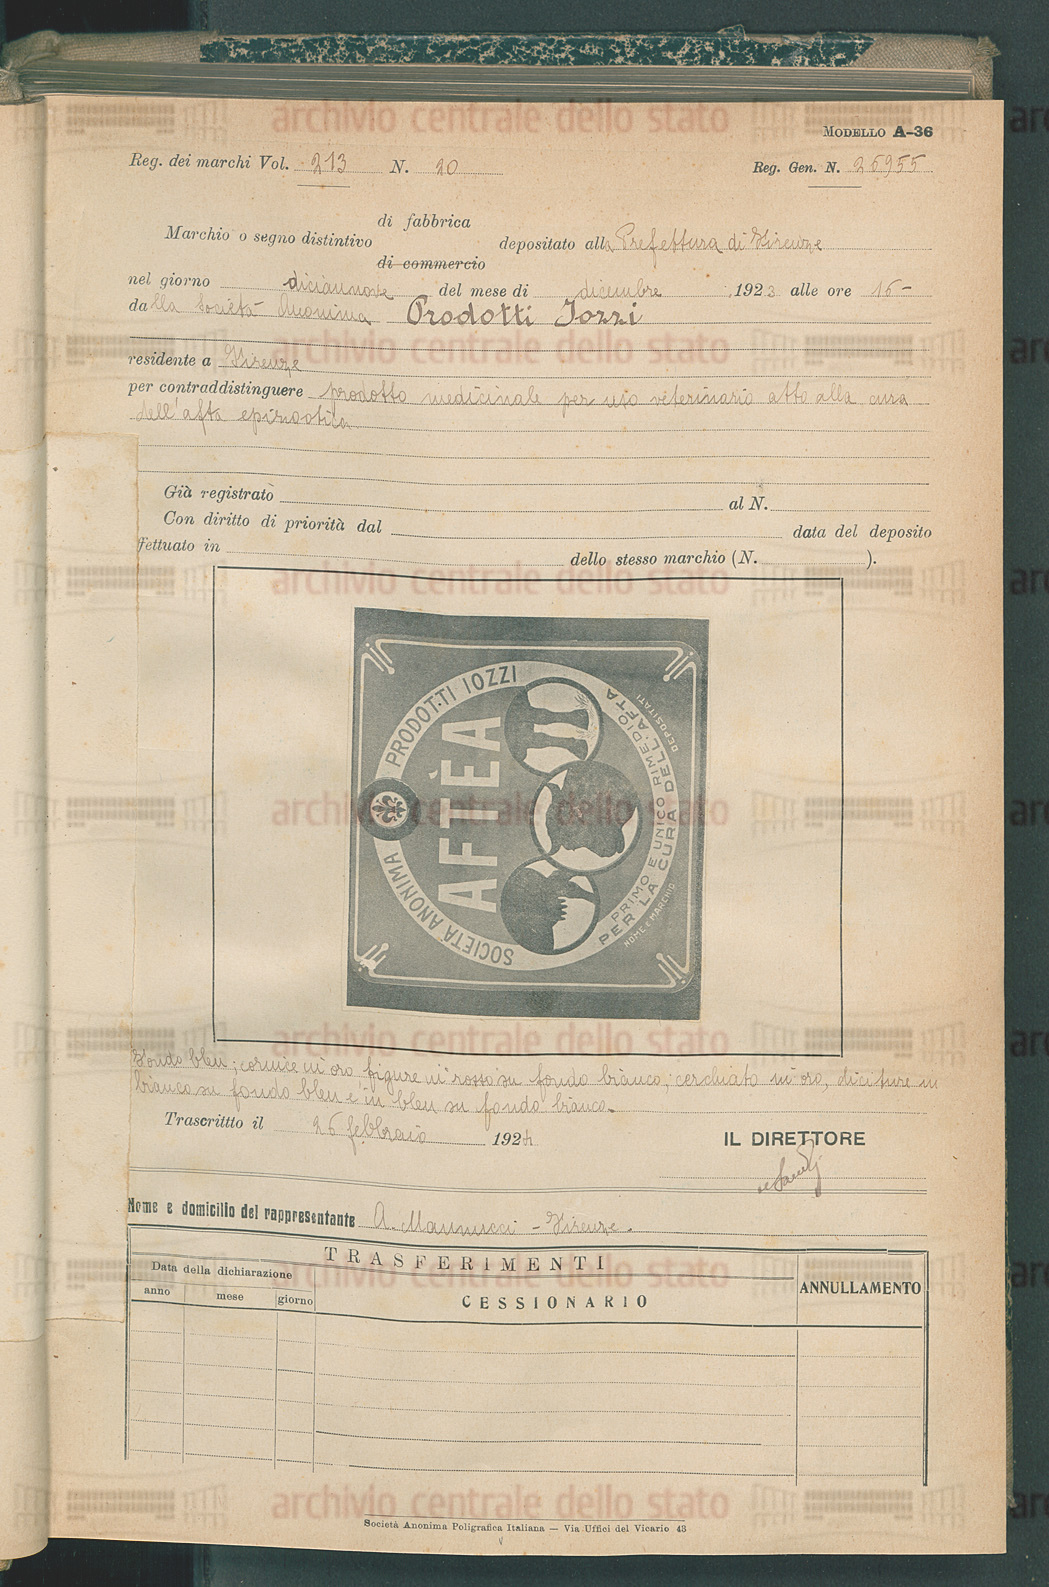 MODELLO A-36
Reg. dei marchi Vol. 213 N. 20 Reg. Gen. N. 25955
di fabbrica
Marchio o segno distintivo depositato alla Prefettura di Firenze
di commercio
nel giorno diciannove del mese di dicembre 1923 alle ore 16-
dalla Società Anonima Prodotti Iozzi
residente a Firenze
per contraddistinguere prodotto medicinale per uso veterinario atto alla cura
dell'afta epizootica
Già registrato al N.
Con diritto di priorità dal data del deposito
ffettuato in dello stesso marchio (N. ).
SOCIETÀ ANONIMA PRODOTTI IOZZI
AFTÈA
PRIMO E UNICO RIMEDIO
PER LA CURA DELL'AFTA
NOME E MARCHIO DEPOSITATI
Fondo bleu; cornice in oro figure in rosso su fondo bianco, cerchiato in oro, diciture in
bianco su fondo bleu e in bleu su fondo bianco.
Trascrittto il 26 febbraio 1924 IL DIRETTORE
Nome e domicilio del rappresentante A. Mannucci - Firenze.
TRASFERIMENTI
Data della dichiarazione ANNULLAMENTO
anno mese giorno CESSIONARIO
Società Anonima Poligrafica Italiana — Via Uffici del Vicario 43
archivio centrale dello stato